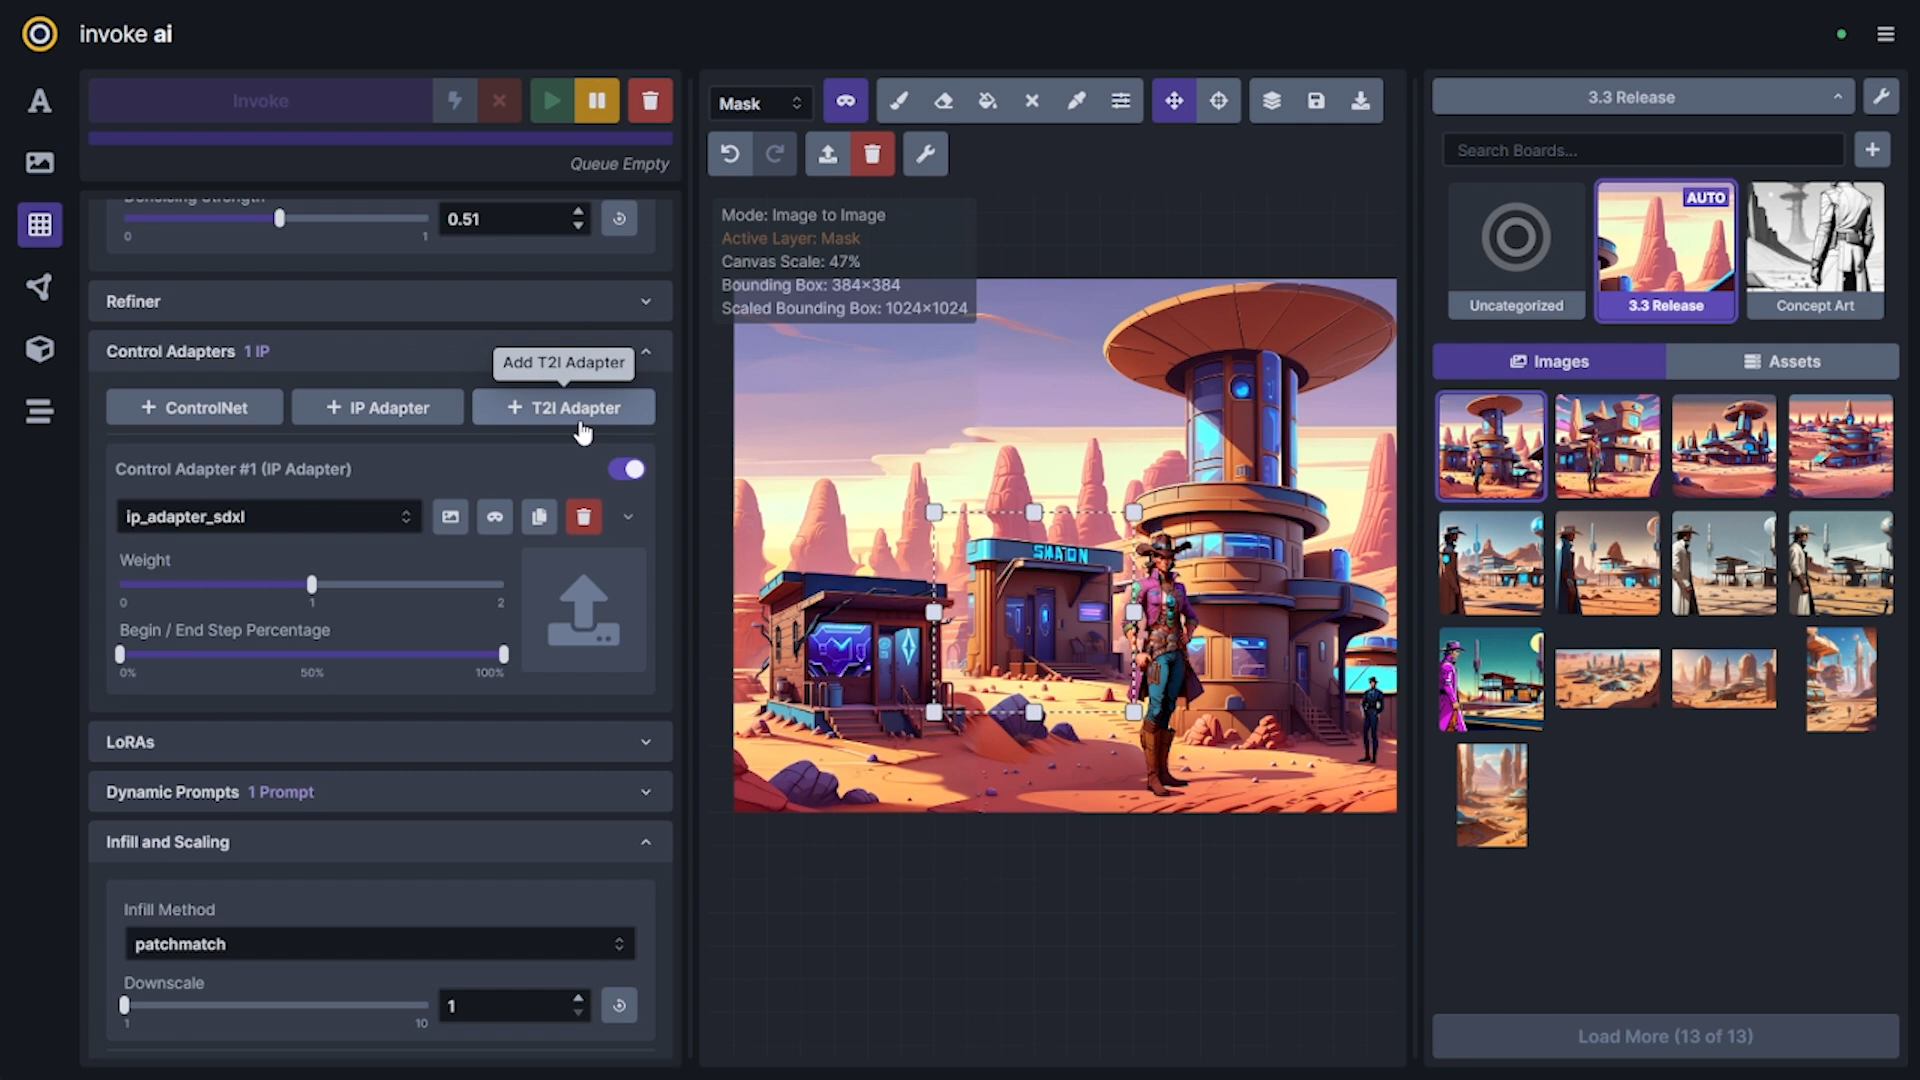 invoke ai
Invoke
Queue Empty
Denoising Strength
0.51
0 1
Refiner
Control Adapters 1 IP
Add T2I Adapter
+ ControlNet + IP Adapter + T2I Adapter
Control Adapter #1 (IP Adapter)
ip_adapter_sdxl
Weight
0 1 2
Begin / End Step Percentage
0% 50% 100%
LoRAs
Dynamic Prompts 1 Prompt
Infill and Scaling
Infill Method
patchmatch
Downscale
1
1 10
Mask
Mode: Image to Image
Active Layer: Mask
Canvas Scale: 47%
Bounding Box: 384×384
Scaled Bounding Box: 1024×1024
3.3 Release
Search Boards...
AUTO
Uncategorized
3.3 Release
Concept Art
Images
Assets
Load More (13 of 13)